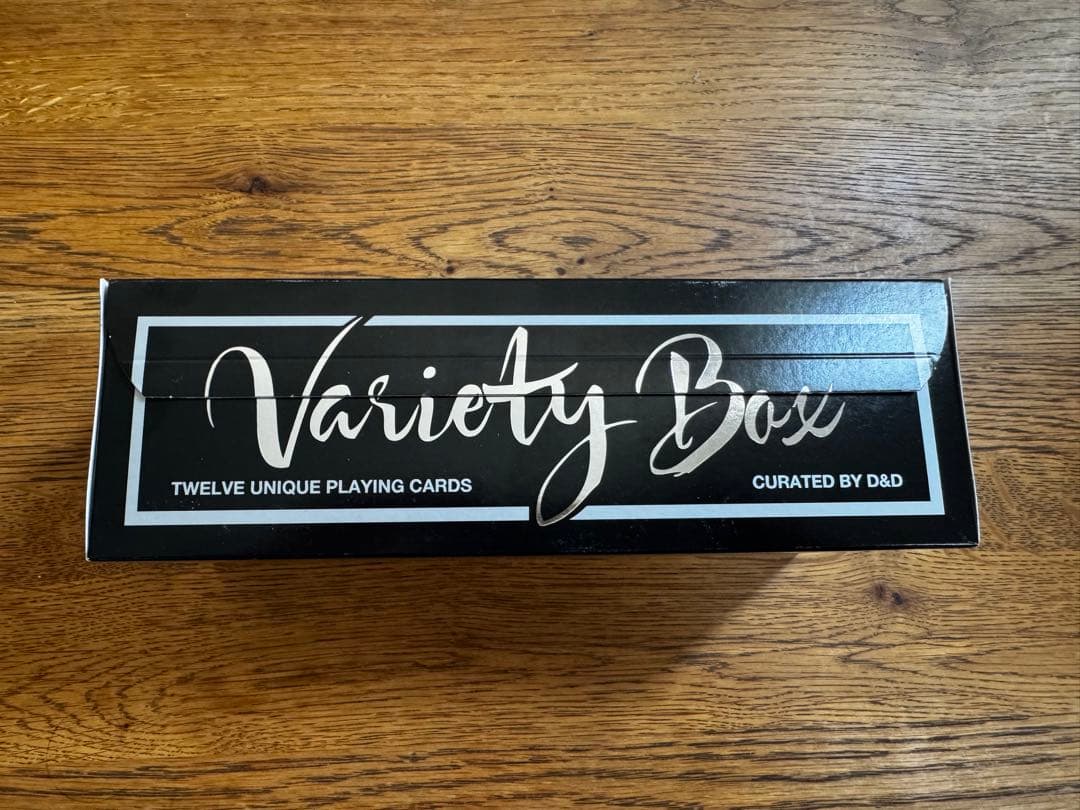 Variety Box
TWELVE UNIQUE PLAYING CARDS
CURATED BY D&D